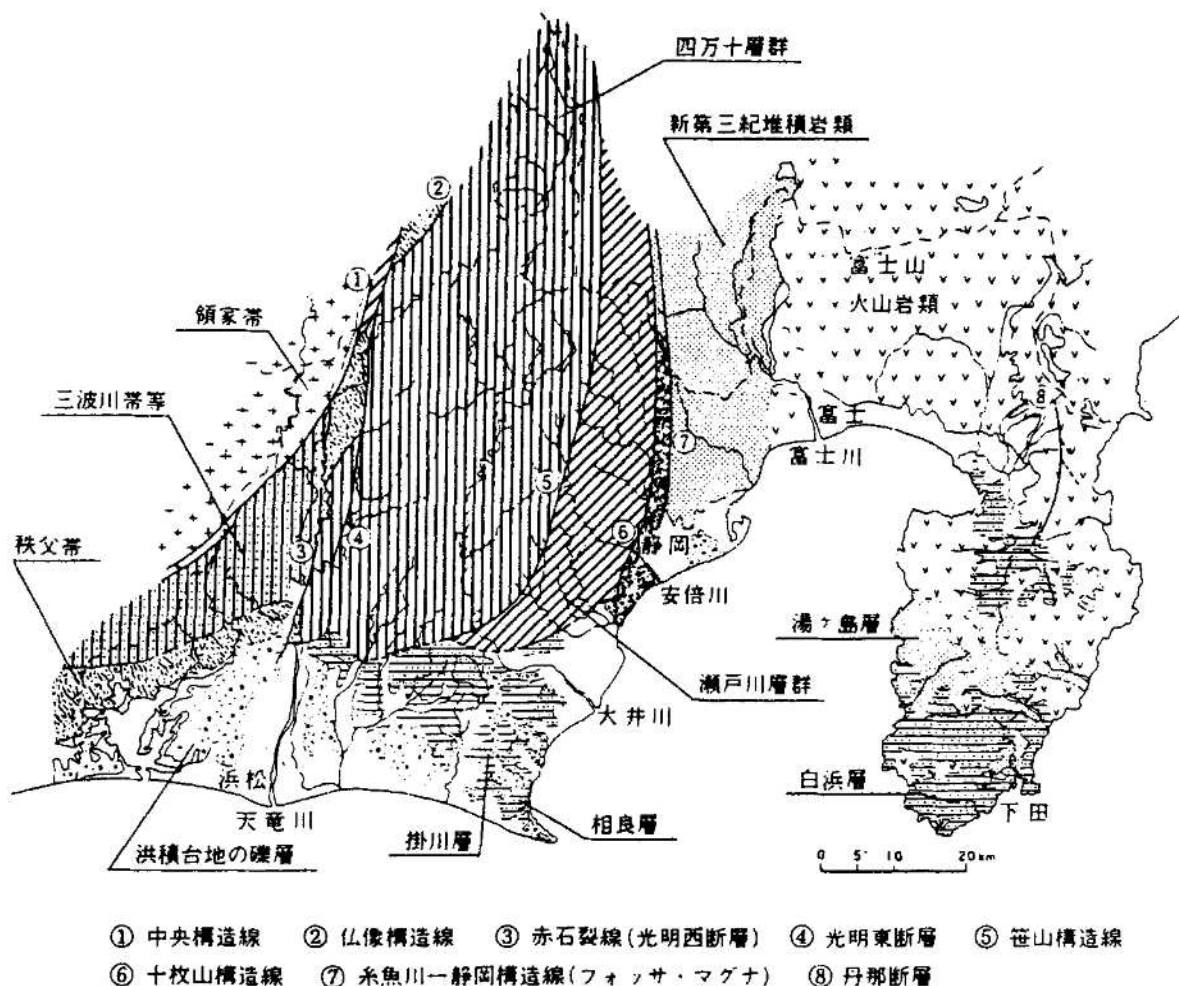 四万十層群
新第三紀堆積岩類
②
①
富士山
火山岩類
領家帯
⑧
三波川帯等
富士
⑦
富士川
⑤
秩父帯
③
④
⑥
静岡
安倍川
湯ヶ島層
瀬戸川層群
大井川
浜松
白浜層
天竜川
相良層
下田
掛川層
洪積台地の礫層
0 5 10 20km
① 中央構造線 ② 仏像構造線 ③ 赤石裂線(光明西断層) ④ 光明東断層 ⑤ 笹山構造線
⑥ 十枚山構造線 ⑦ 糸魚川ー静岡構造線(フォッサ・マグナ) ⑧ 丹那断層